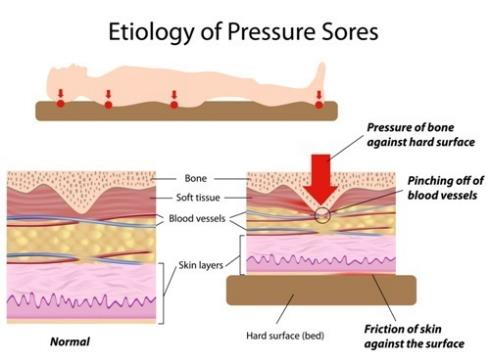 Etiology of Pressure Sores
Pressure of bone
against hard surface
Pinching off of
blood vessels
Bone
Soft tissue
Blood vessels
Skin layers
Normal
Hard surface (bed)
Friction of skin
against the surface